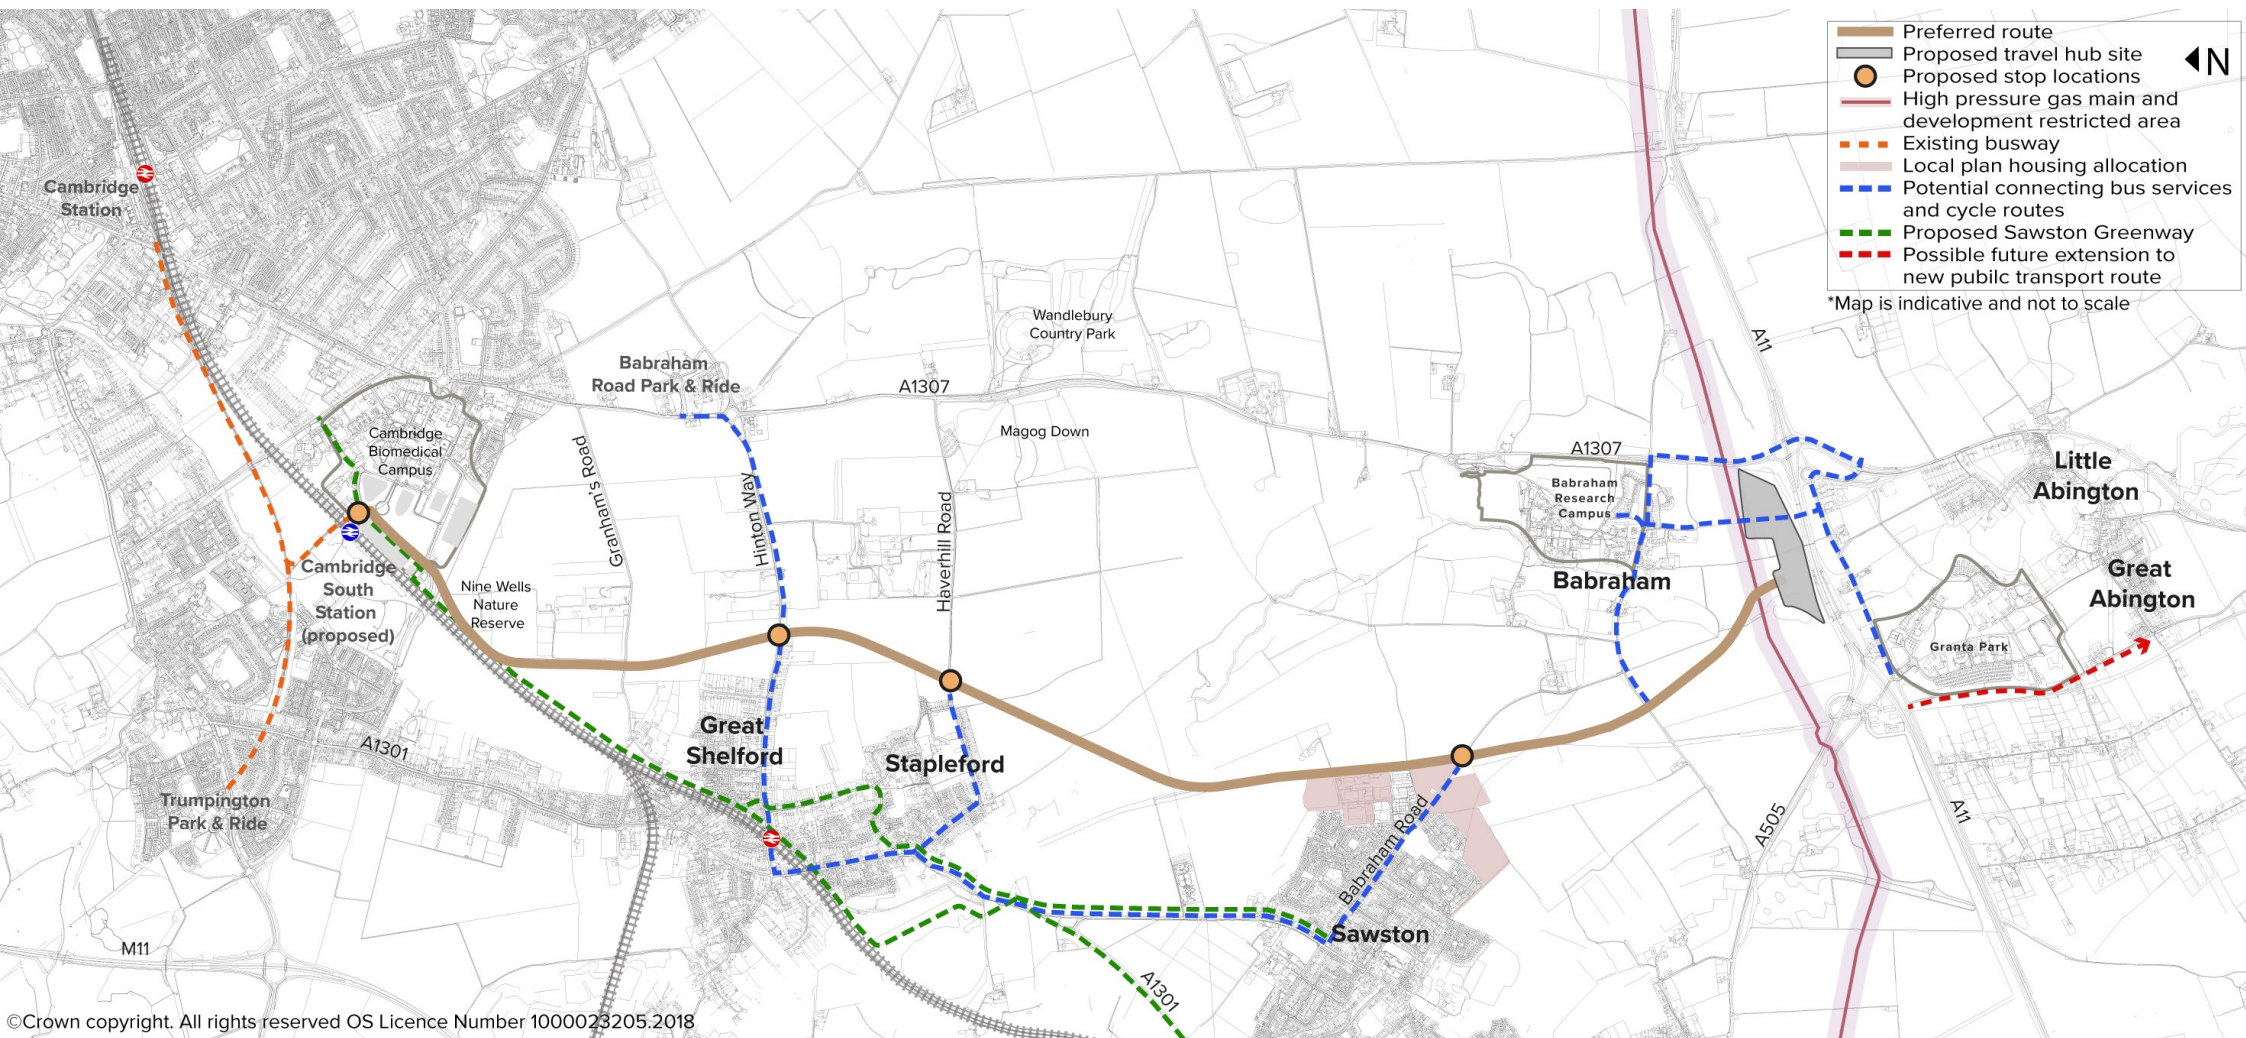 Preferred route
Proposed travel hub site
Proposed stop locations
High pressure gas main and
development restricted area
Existing busway
Local plan housing allocation
Potential connecting bus services
and cycle routes
Proposed Sawston Greenway
Possible future extension to
new pubilc transport route
N
*Map is indicative and not to scale
Cambridge
Station
Babraham
Road Park & Ride
A1307
Wandlebury
Country Park
Magog Down
A11
Cambridge
Biomedical
Campus
Granham's Road
Hinton Way
Haverhill Road
A1307
Babraham
Research
Campus
Babraham
Little
Abington
Great
Abington
Granta Park
Cambridge
South
Station
(proposed)
Nine Wells
Nature
Reserve
Great
Shelford
Stapleford
A1301
Trumpington
Park & Ride
Babraham Road
Sawston
A505
A11
M11
A1301
©Crown copyright. All rights reserved OS Licence Number 1000023205.2018